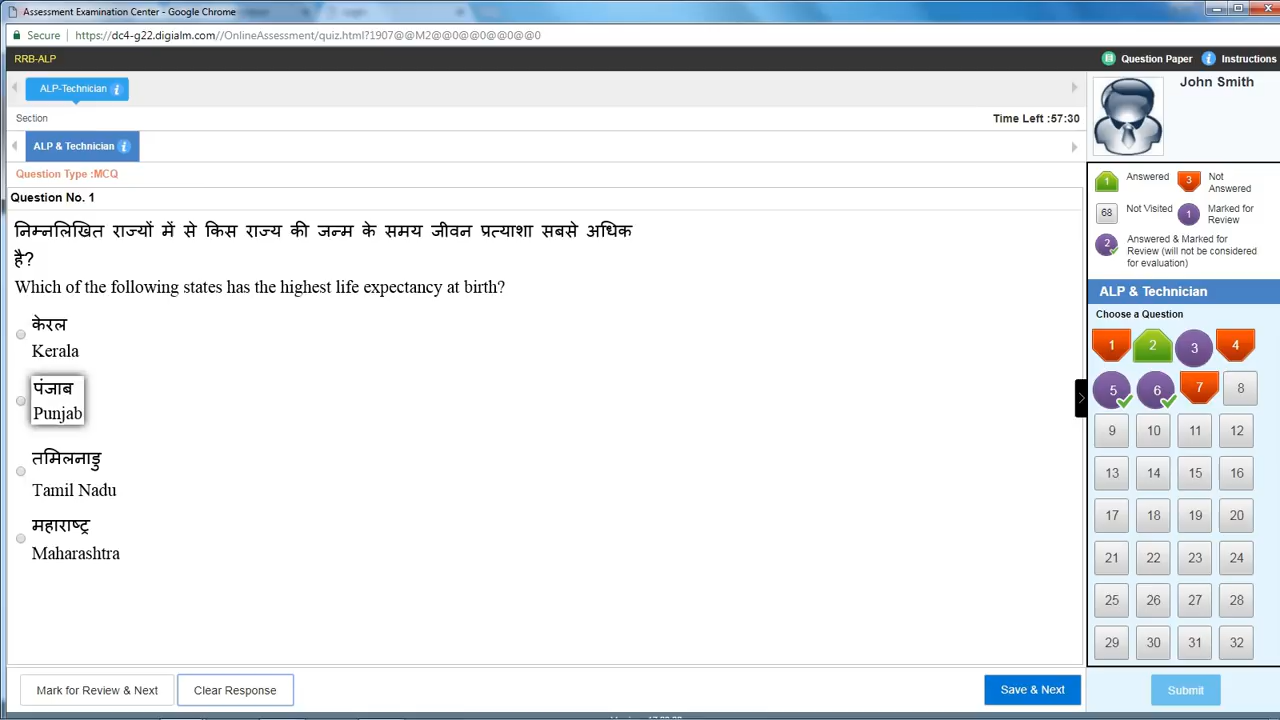 Assessment Examination Center - Google Chrome
Secure https://dc4-g22.digialm.com//OnlineAssessment/quiz.html?1907@@M2@@0@@0@@0@@0
RRB-ALP
Question Paper
Instructions
ALP-Technician
John Smith
Section
Time Left :57:30
ALP & Technician
Question Type :MCQ
Question No. 1
निम्नलिखित राज्यों में से किस राज्य की जन्म के समय जीवन प्रत्याशा सबसे अधिक
है?
Which of the following states has the highest life expectancy at birth?
केरल
Kerala
पंजाब
Punjab
तमिलनाडु
Tamil Nadu
महाराष्ट्र
Maharashtra
Mark for Review & Next
Clear Response
Save & Next
1 Answered
3 Not
Answered
68 Not Visited
1 Marked for
Review
2 Answered & Marked for
Review (will not be considered
for evaluation)
ALP & Technician
Choose a Question
1 2 3 4
5 6 7 8
9 10 11 12
13 14 15 16
17 18 19 20
21 22 23 24
25 26 27 28
29 30 31 32
Submit